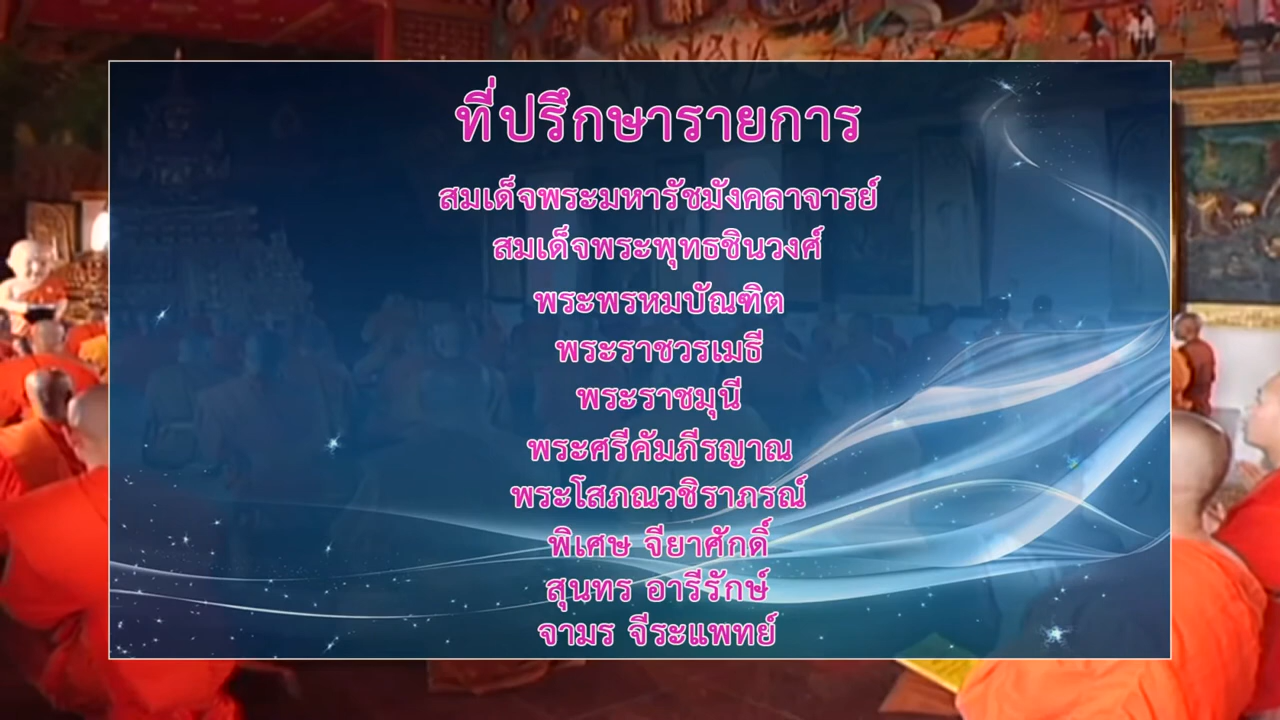 ที่ปรึกษารายการ
สมเด็จพระมหารัชมังคลาจารย์
สมเด็จพระพุทธชินวงศ์
พระพรหมบัณฑิต
พระราชวรเมธี
พระราชมุนี
พระศรีคัมภีรญาณ
พระโสภณวชิราภรณ์
พิเศษ จียาศักดิ์
สุนทร อารีรักษ์
จามร จีระแพทย์